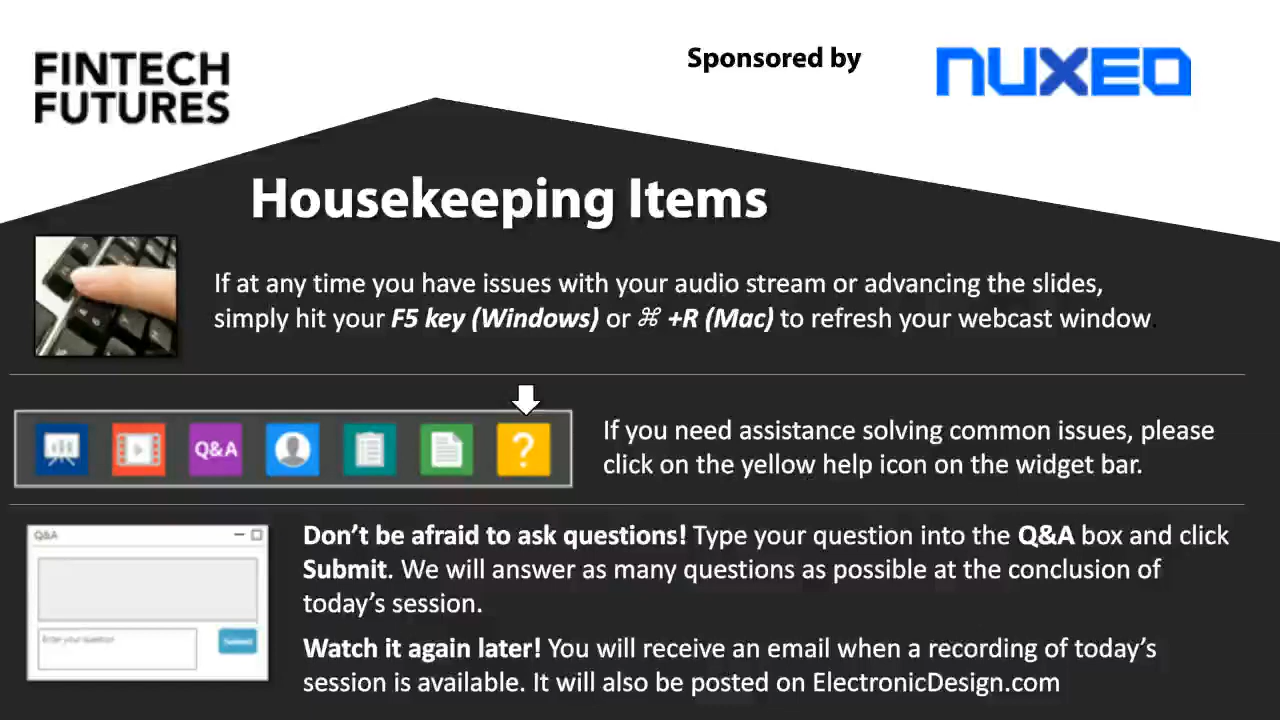 FINTECH
FUTURES
Sponsored by
NUXEO
Housekeeping Items
If at any time you have issues with your audio stream or advancing the slides,
simply hit your F5 key (Windows) or ⌘ +R (Mac) to refresh your webcast window.
Q&A
?
If you need assistance solving common issues, please
click on the yellow help icon on the widget bar.
Q&A
Enter your question
Submit
Don’t be afraid to ask questions! Type your question into the Q&A box and click
Submit. We will answer as many questions as possible at the conclusion of
today’s session.
Watch it again later! You will receive an email when a recording of today’s
session is available. It will also be posted on ElectronicDesign.com